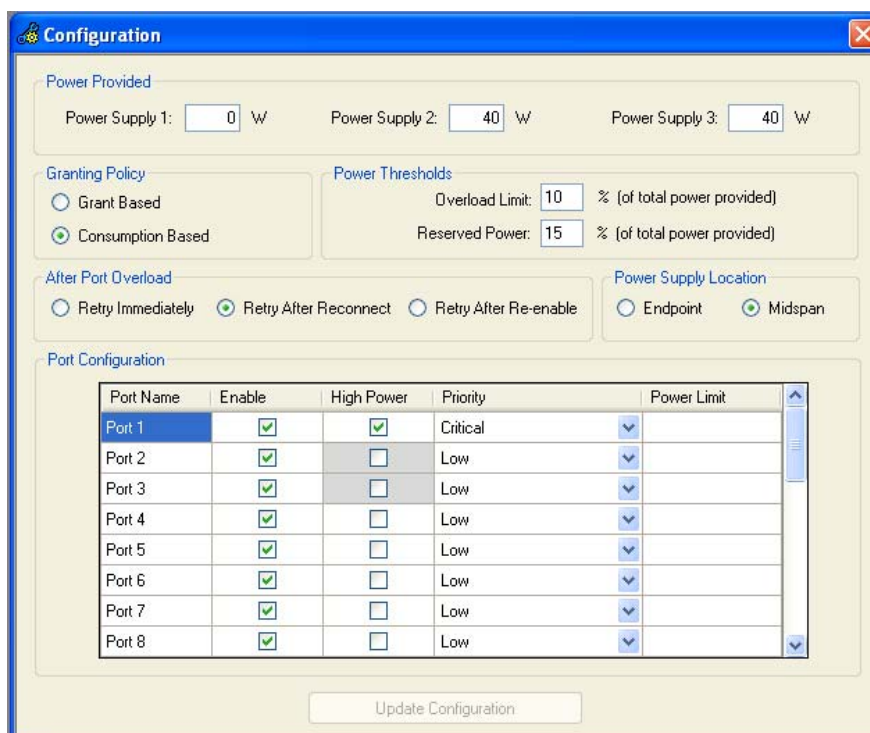 Configuration
Power Provided
Power Supply 1: 0 W Power Supply 2: 40 W Power Supply 3: 40 W
Granting Policy
Grant Based
Consumption Based
Power Thresholds
Overload Limit: 10 % (of total power provided)
Reserved Power: 15 % (of total power provided)
After Port Overload
Retry Immediately Retry After Reconnect Retry After Re-enable
Power Supply Location
Endpoint Midspan
Port Configuration
Port Name Enable High Power Priority Power Limit
Port 1 Critical
Port 2 Low
Port 3 Low
Port 4 Low
Port 5 Low
Port 6 Low
Port 7 Low
Port 8 Low
Update Configuration